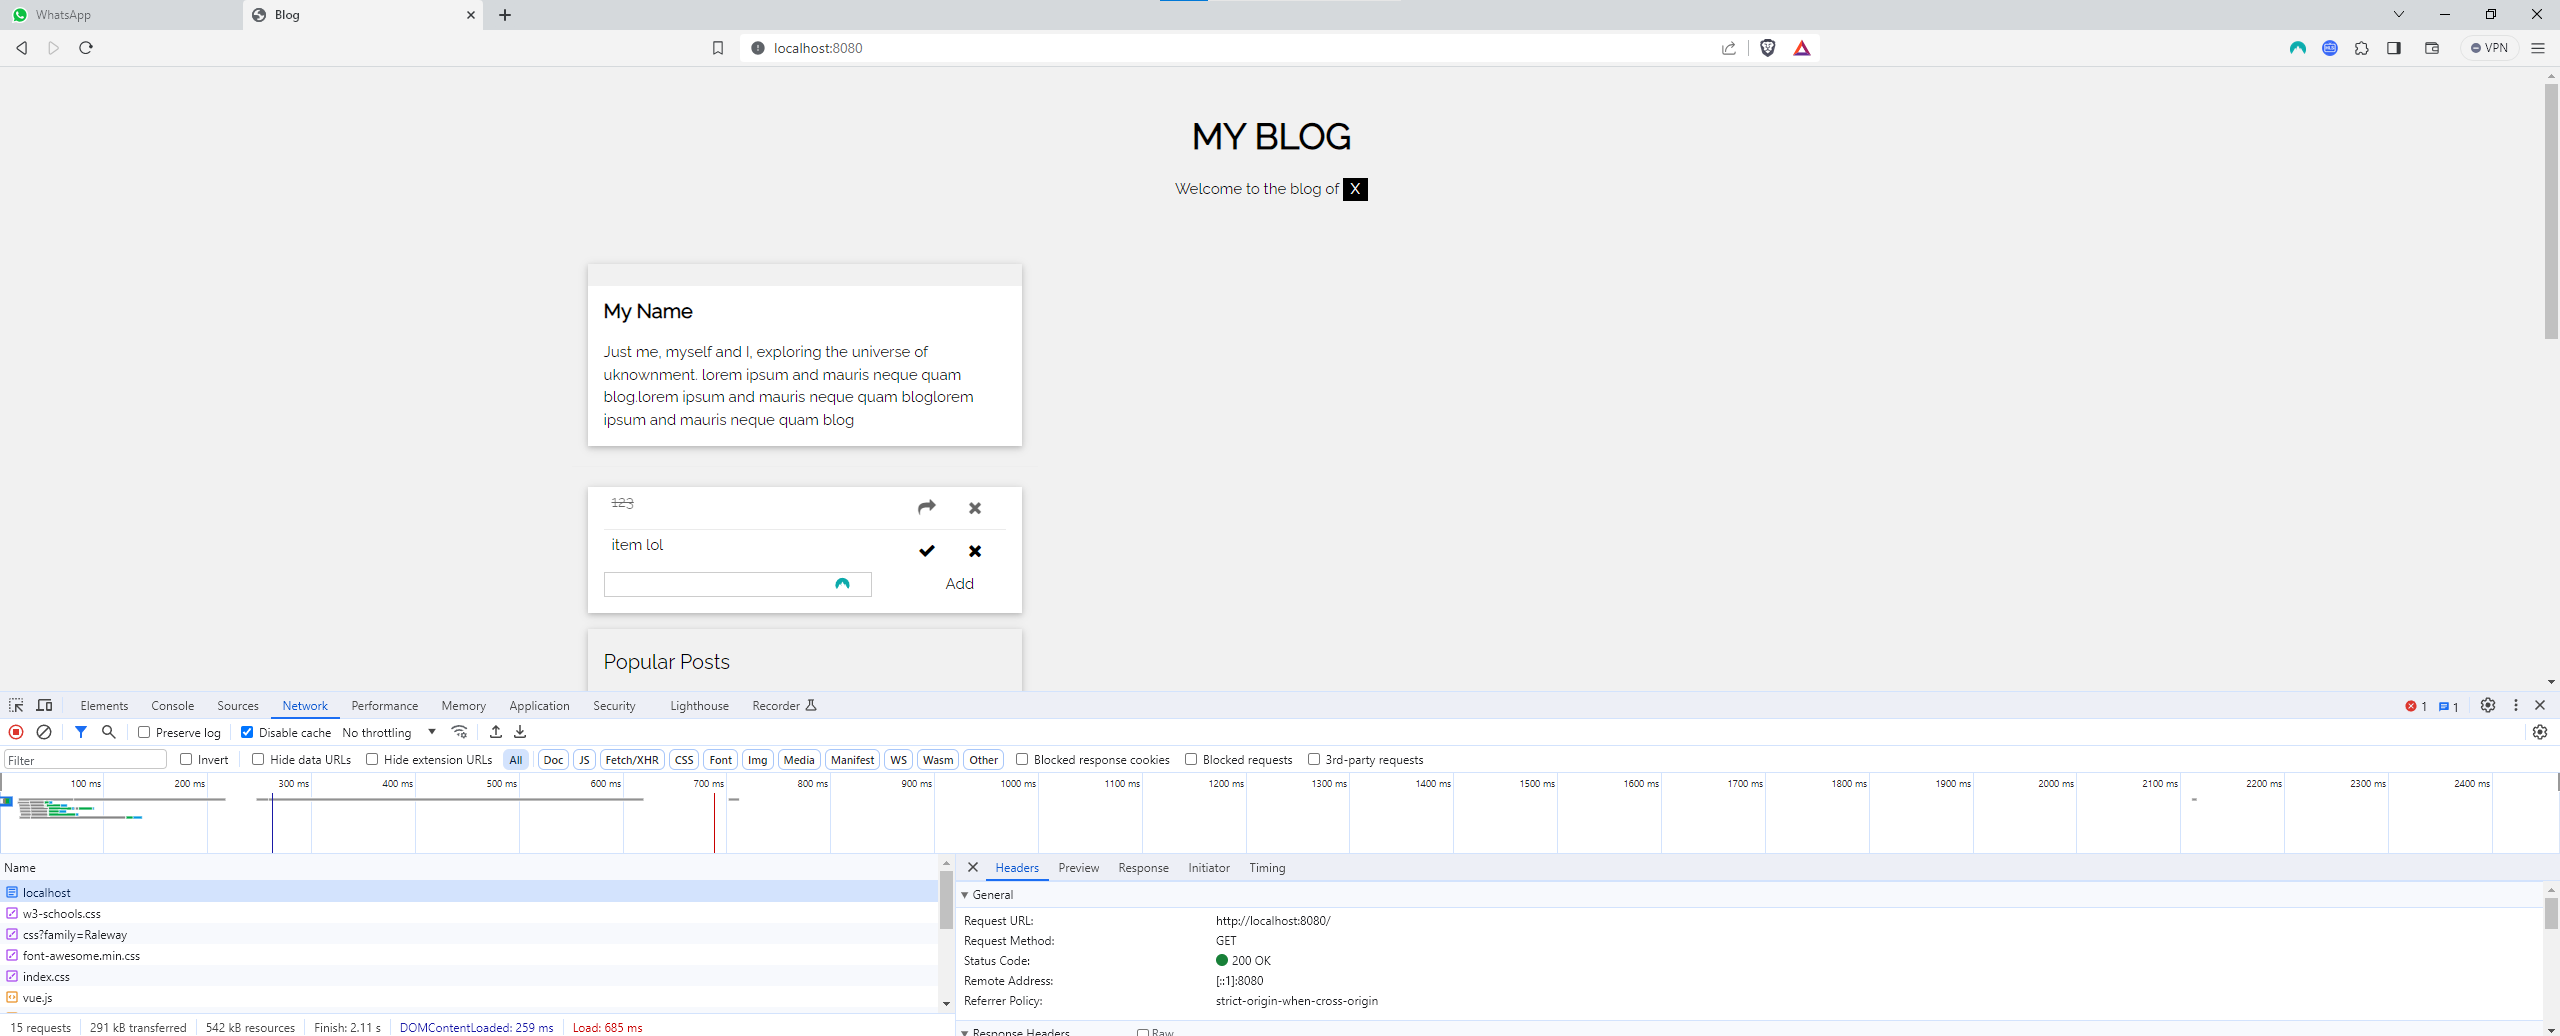 WhatsApp
Blog
localhost:8080
VPN
MY BLOG
Welcome to the blog of X
My Name
Just me, myself and I, exploring the universe of
uknownment. lorem ipsum and mauris neque quam
blog.lorem ipsum and mauris neque quam bloglorem
ipsum and mauris neque quam blog
123
item lol
Add
Popular Posts
Elements Console Sources Network Performance Memory Application Security Lighthouse Recorder 1 1
Preserve log Disable cache No throttling
Filter Invert Hide data URLs Hide extension URLs All Doc JS Fetch/XHR CSS Font Img Media Manifest WS Wasm Other Blocked response cookies Blocked requests 3rd-party requests
100 ms 200 ms 300 ms 400 ms 500 ms 600 ms 700 ms 800 ms 900 ms 1000 ms 1100 ms 1200 ms 1300 ms 1400 ms 1500 ms 1600 ms 1700 ms 1800 ms 1900 ms 2000 ms 2100 ms 2200 ms 2300 ms 2400 ms
Name
localhost
w3-schools.css
css?family=Raleway
font-awesome.min.css
index.css
vue.js
15 requests 291 kB transferred 542 kB resources Finish: 2.11 s DOMContentLoaded: 259 ms Load: 685 ms
Headers Preview Response Initiator Timing
General
Request URL: http://localhost:8080/
Request Method: GET
Status Code: 200 OK
Remote Address: [::1]:8080
Referrer Policy: strict-origin-when-cross-origin
Response Headers Raw